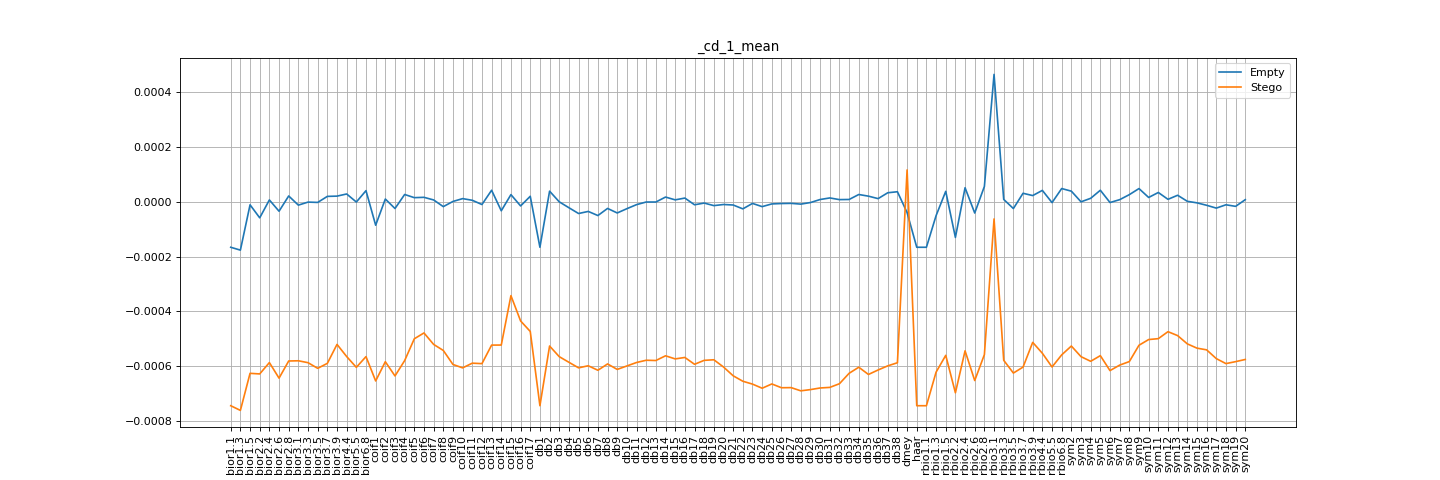 _cd_1_mean
Empty
Stego
0.0004
0.0002
0.0000
−0.0002
−0.0004
−0.0006
−0.0008
bior1.1
bior1.3
bior1.5
bior2.2
bior2.4
bior2.6
bior2.8
bior3.1
bior3.3
bior3.5
bior3.7
bior3.9
bior4.4
bior5.5
bior6.8
coif1
coif2
coif3
coif4
coif5
coif6
coif7
coif8
coif9
coif10
coif11
coif12
coif13
coif14
coif15
coif16
coif17
db1
db2
db3
db4
db5
db6
db7
db8
db9
db10
db11
db12
db13
db14
db15
db16
db17
db18
db19
db20
db21
db22
db23
db24
db25
db26
db27
db28
db29
db30
db31
db32
db33
db34
db35
db36
db37
db38
dmey
haar
rbio1.1
rbio1.3
rbio1.5
rbio2.2
rbio2.4
rbio2.6
rbio2.8
rbio3.1
rbio3.3
rbio3.5
rbio3.7
rbio3.9
rbio4.4
rbio5.5
rbio6.8
sym2
sym3
sym4
sym5
sym6
sym7
sym8
sym9
sym10
sym11
sym12
sym13
sym14
sym15
sym16
sym17
sym18
sym19
sym20